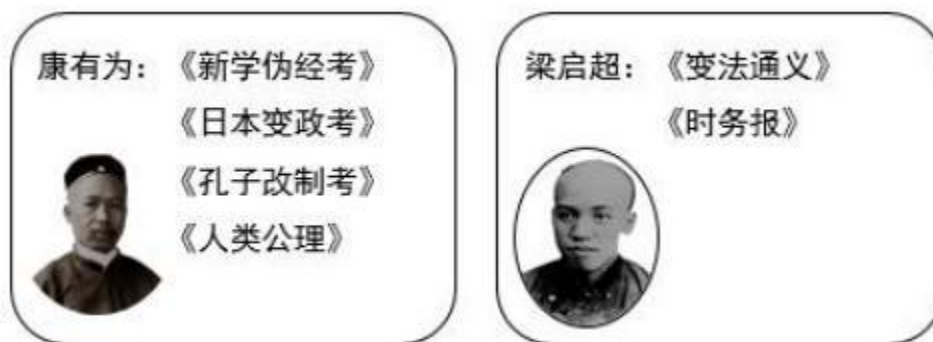 康有为：《新学伪经考》
《日本变政考》
《孔子改制考》
《人类公理》
梁启超：《变法通义》
《时务报》